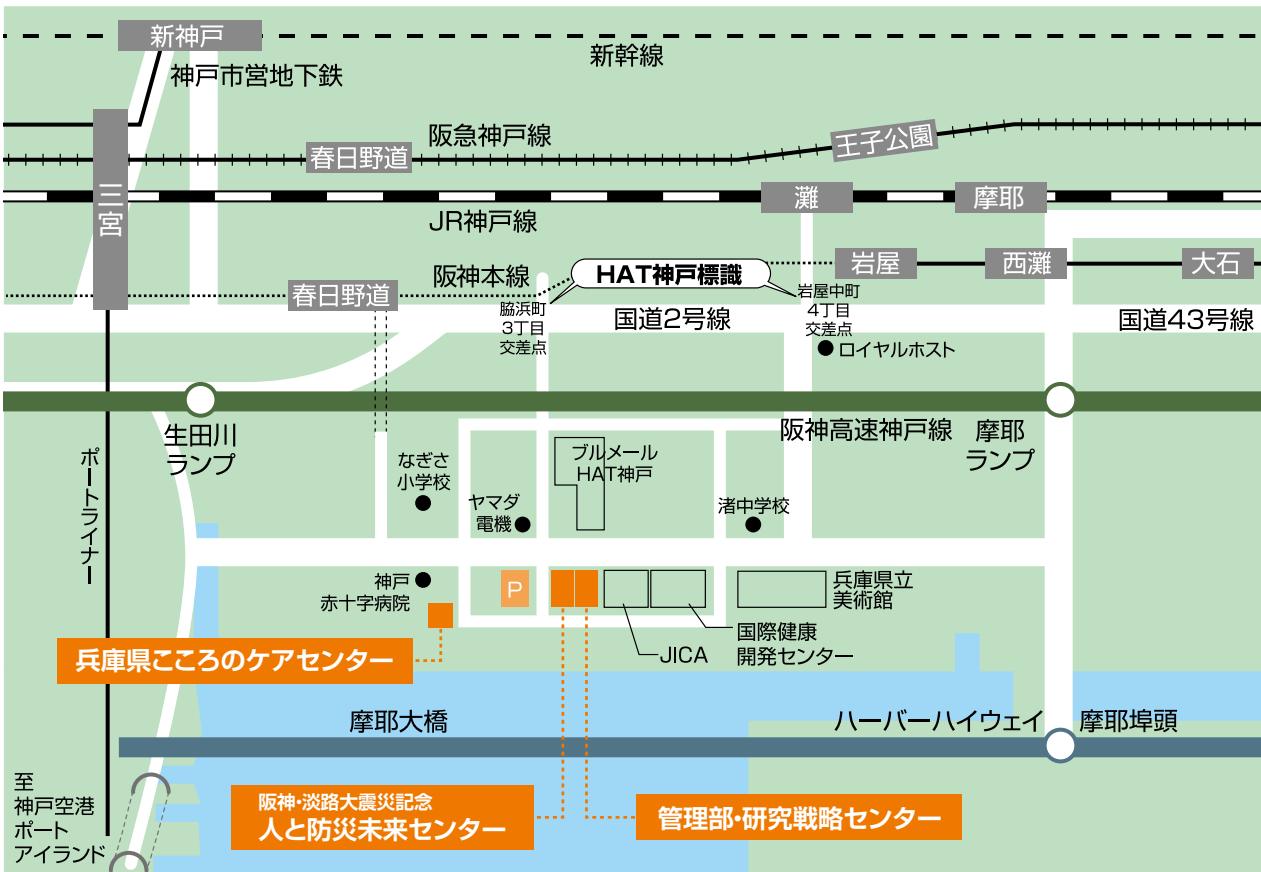 新神戸
新幹線
神戸市営地下鉄
阪急神戸線
王子公園
春日野道
三宮
灘
摩耶
JR神戸線
阪神本線
HAT神戸標識
岩屋
西灘
大石
春日野道
脇浜町
3丁目
交差点
国道2号線
岩屋中町
4丁目
交差点
国道43号線
ロイヤルホスト
生田川
ランプ
阪神高速神戸線
摩耶
ランプ
ポートライナー
なぎさ
小学校
ヤマダ
電機
ブルメール
HAT神戸
渚中学校
神戸
赤十字病院
P
兵庫県立
美術館
国際健康
開発センター
JICA
兵庫県こころのケアセンター
摩耶大橋
ハーバーハイウェイ
摩耶埠頭
至
神戸空港
ポート
アイランド
阪神・淡路大震災記念
人と防災未来センター
管理部・研究戦略センター